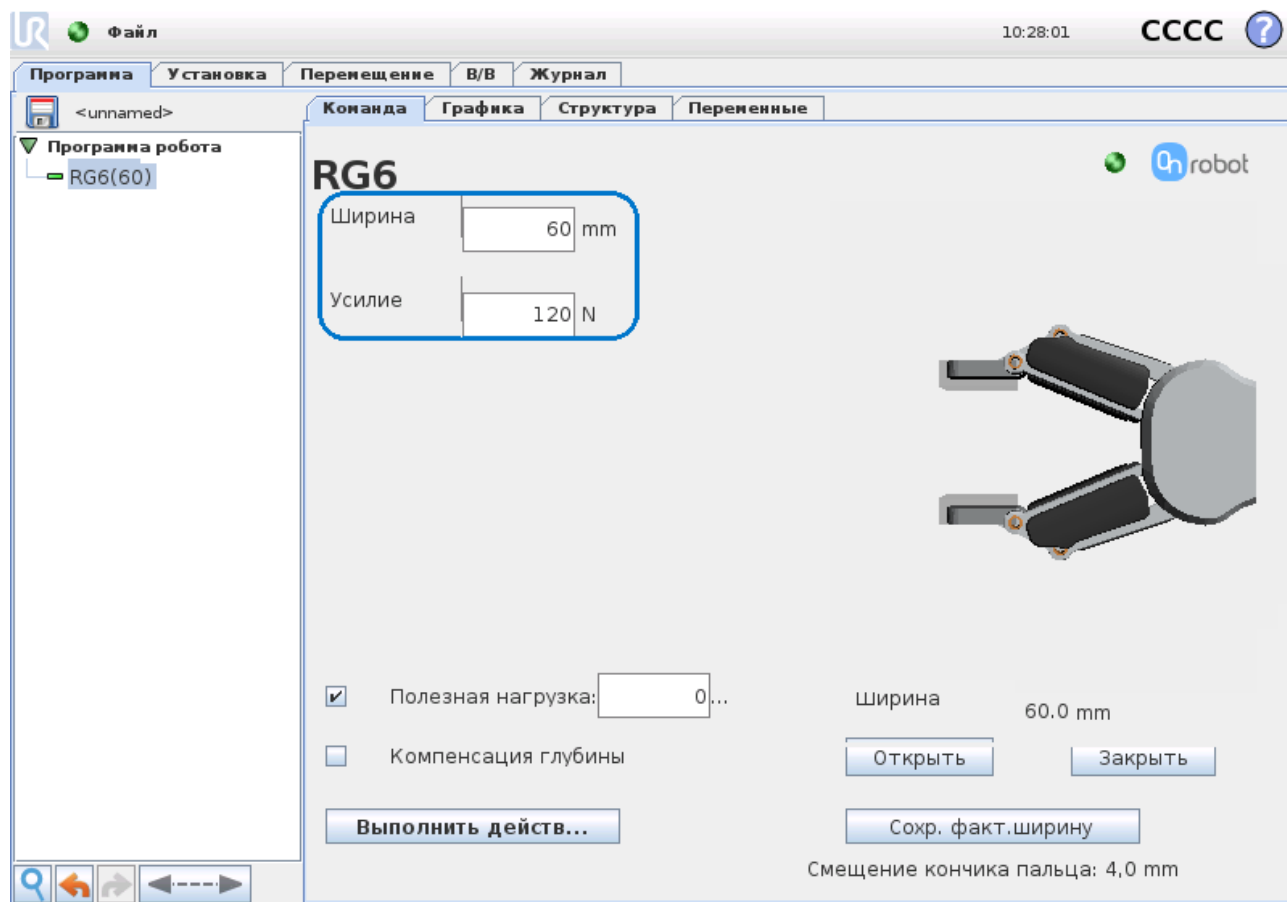 UR Файл 10:28:01 CCCC ?
Программа Установка Перемещение В/В Журнал
<unnamed>
Команда Графика Структура Переменные
Программа робота
RG6(60)
RG6
On robot
Ширина 60 mm
Усилие 120 N
Полезная нагрузка: 0...
Ширина 60.0 mm
Компенсация глубины
Открыть Закрыть
Выполнить действ...
Сохр. факт.ширину
Смещение кончика пальца: 4,0 mm